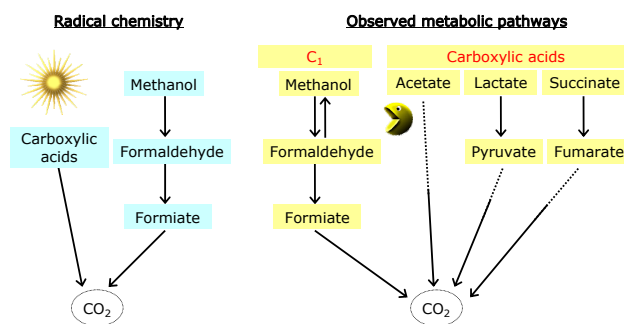 Radical chemistry
Methanol
Carboxylic
acids
Formaldehyde
Formiate
CO₂
Observed metabolic pathways
C₁
Carboxylic acids
Methanol
Acetate
Lactate
Succinate
Formaldehyde
Pyruvate
Fumarate
Formiate
CO₂